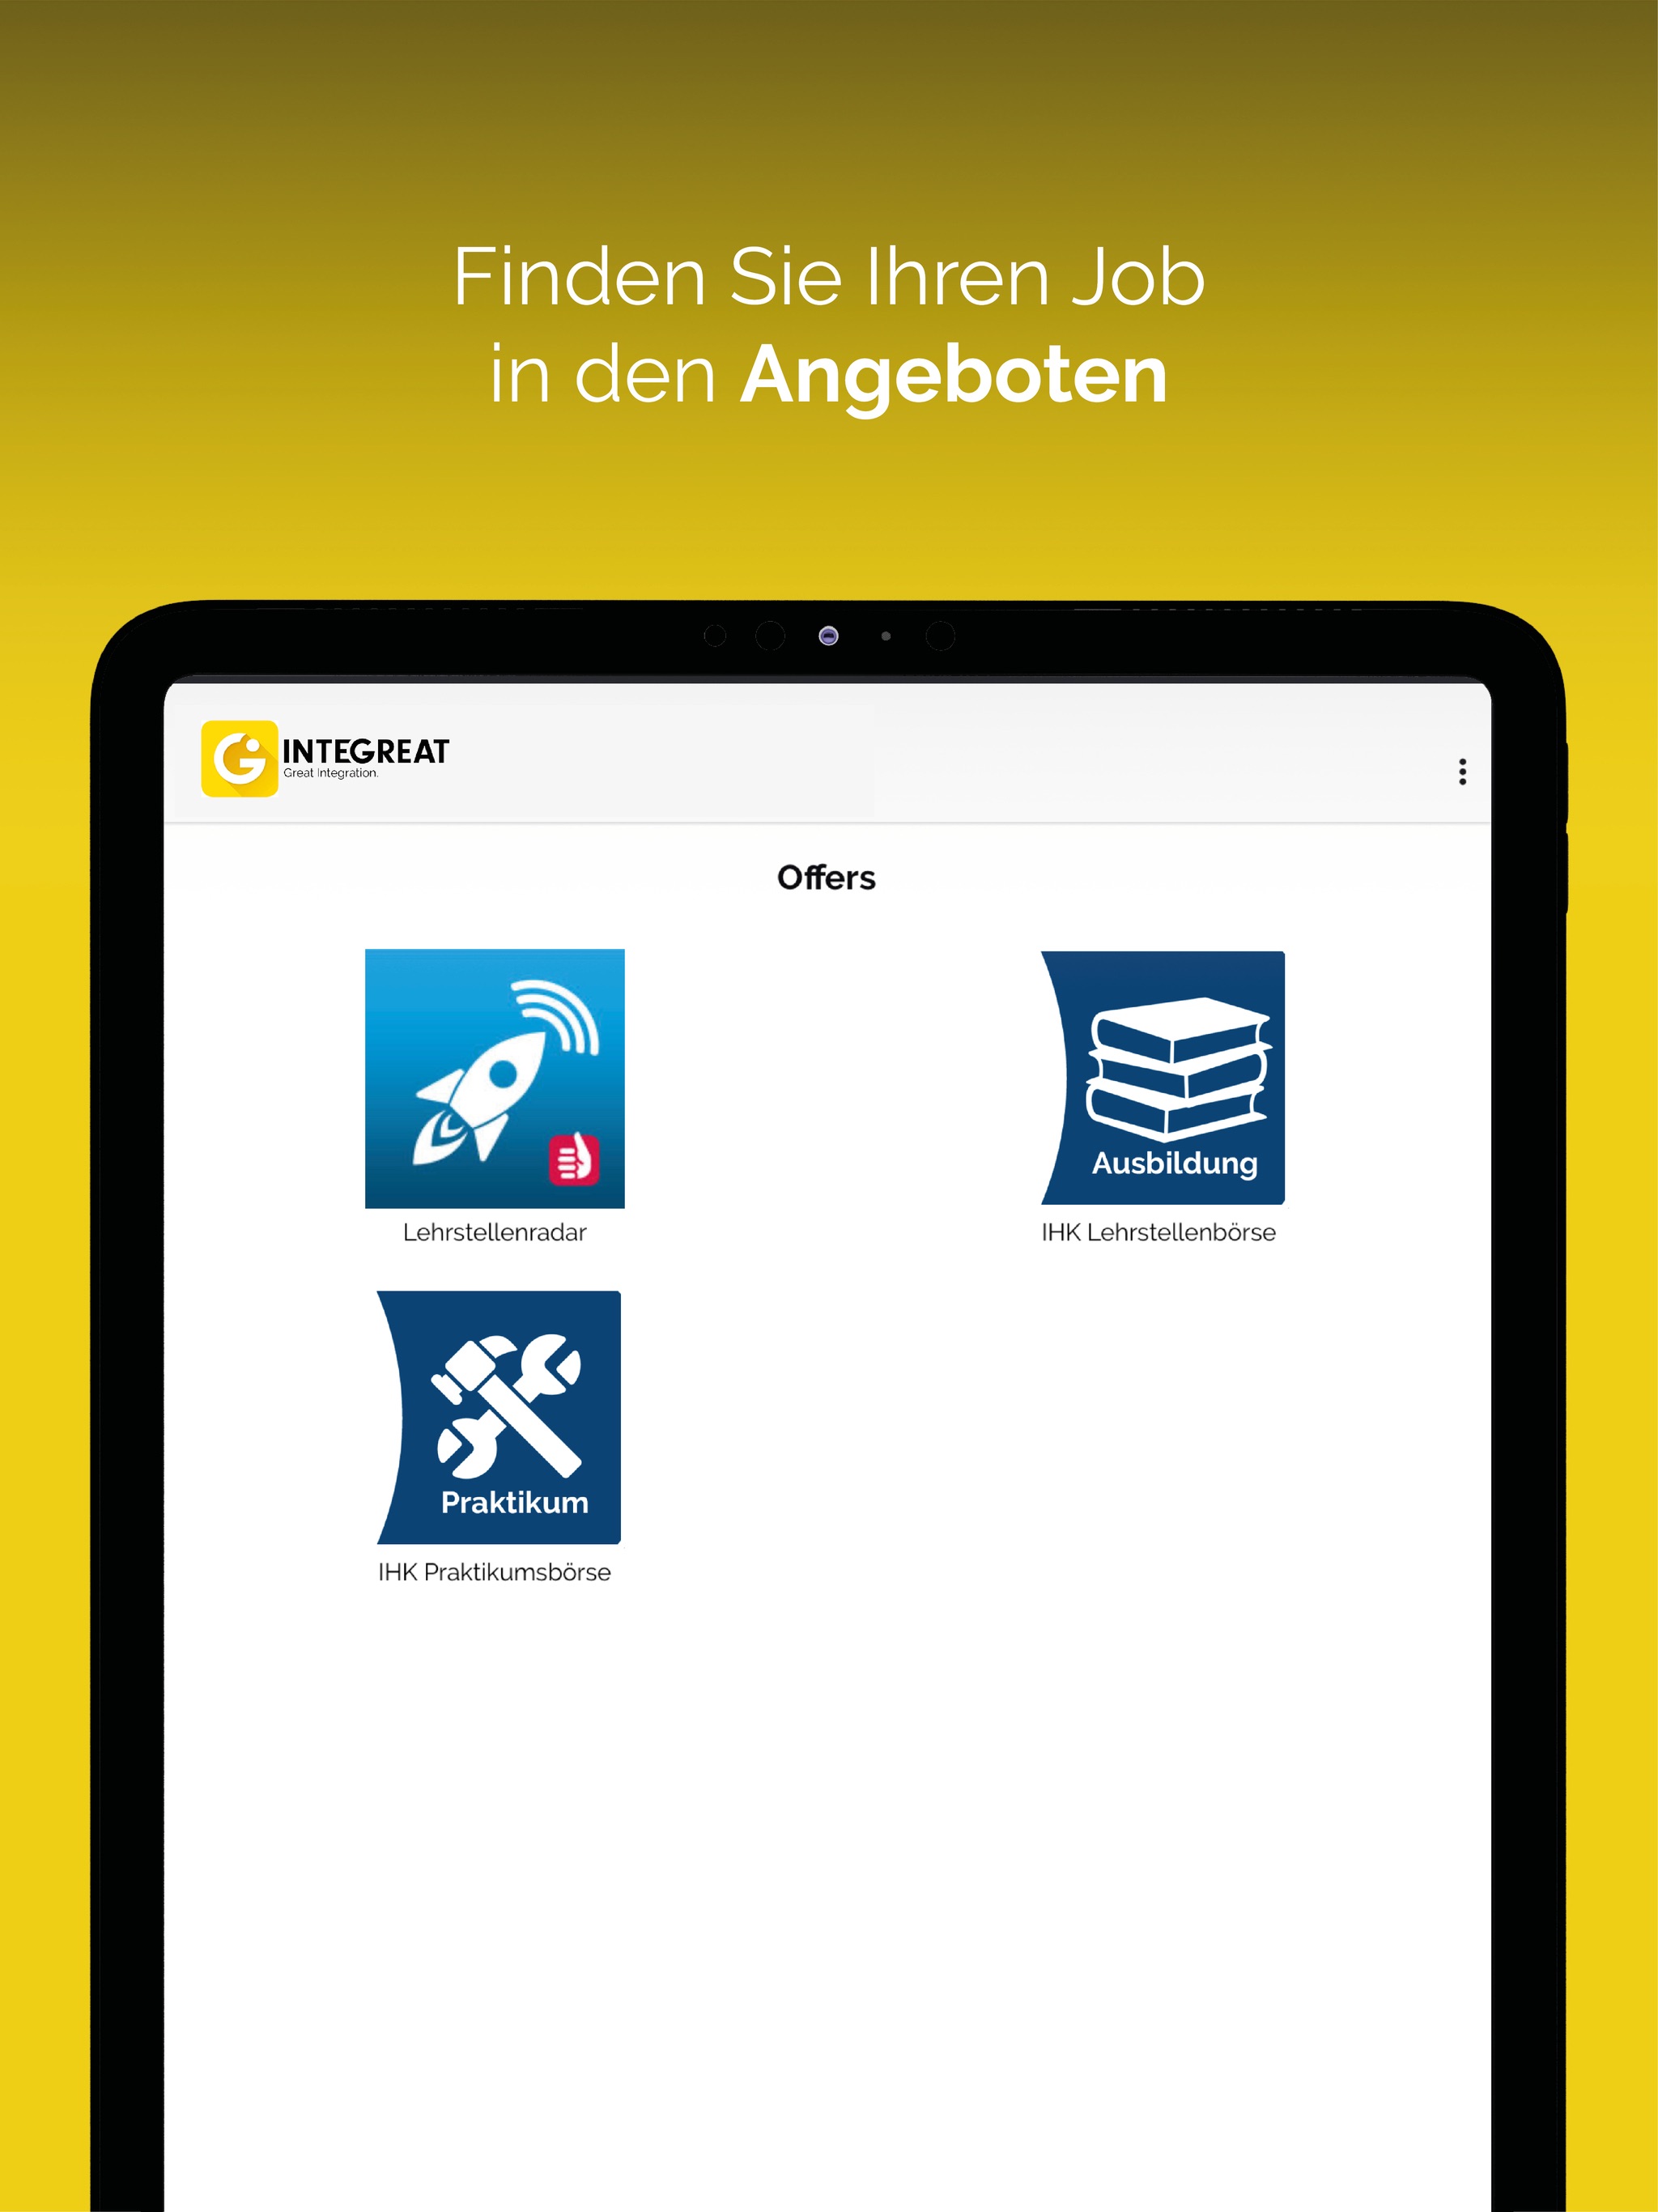 Finden Sie Ihren Job
in den Angeboten
INTEGREAT
Great Integration.
Offers
Ausbildung
Lehrstellenradar
IHK Lehrstellenbörse
Praktikum
IHK Praktikumsbörse